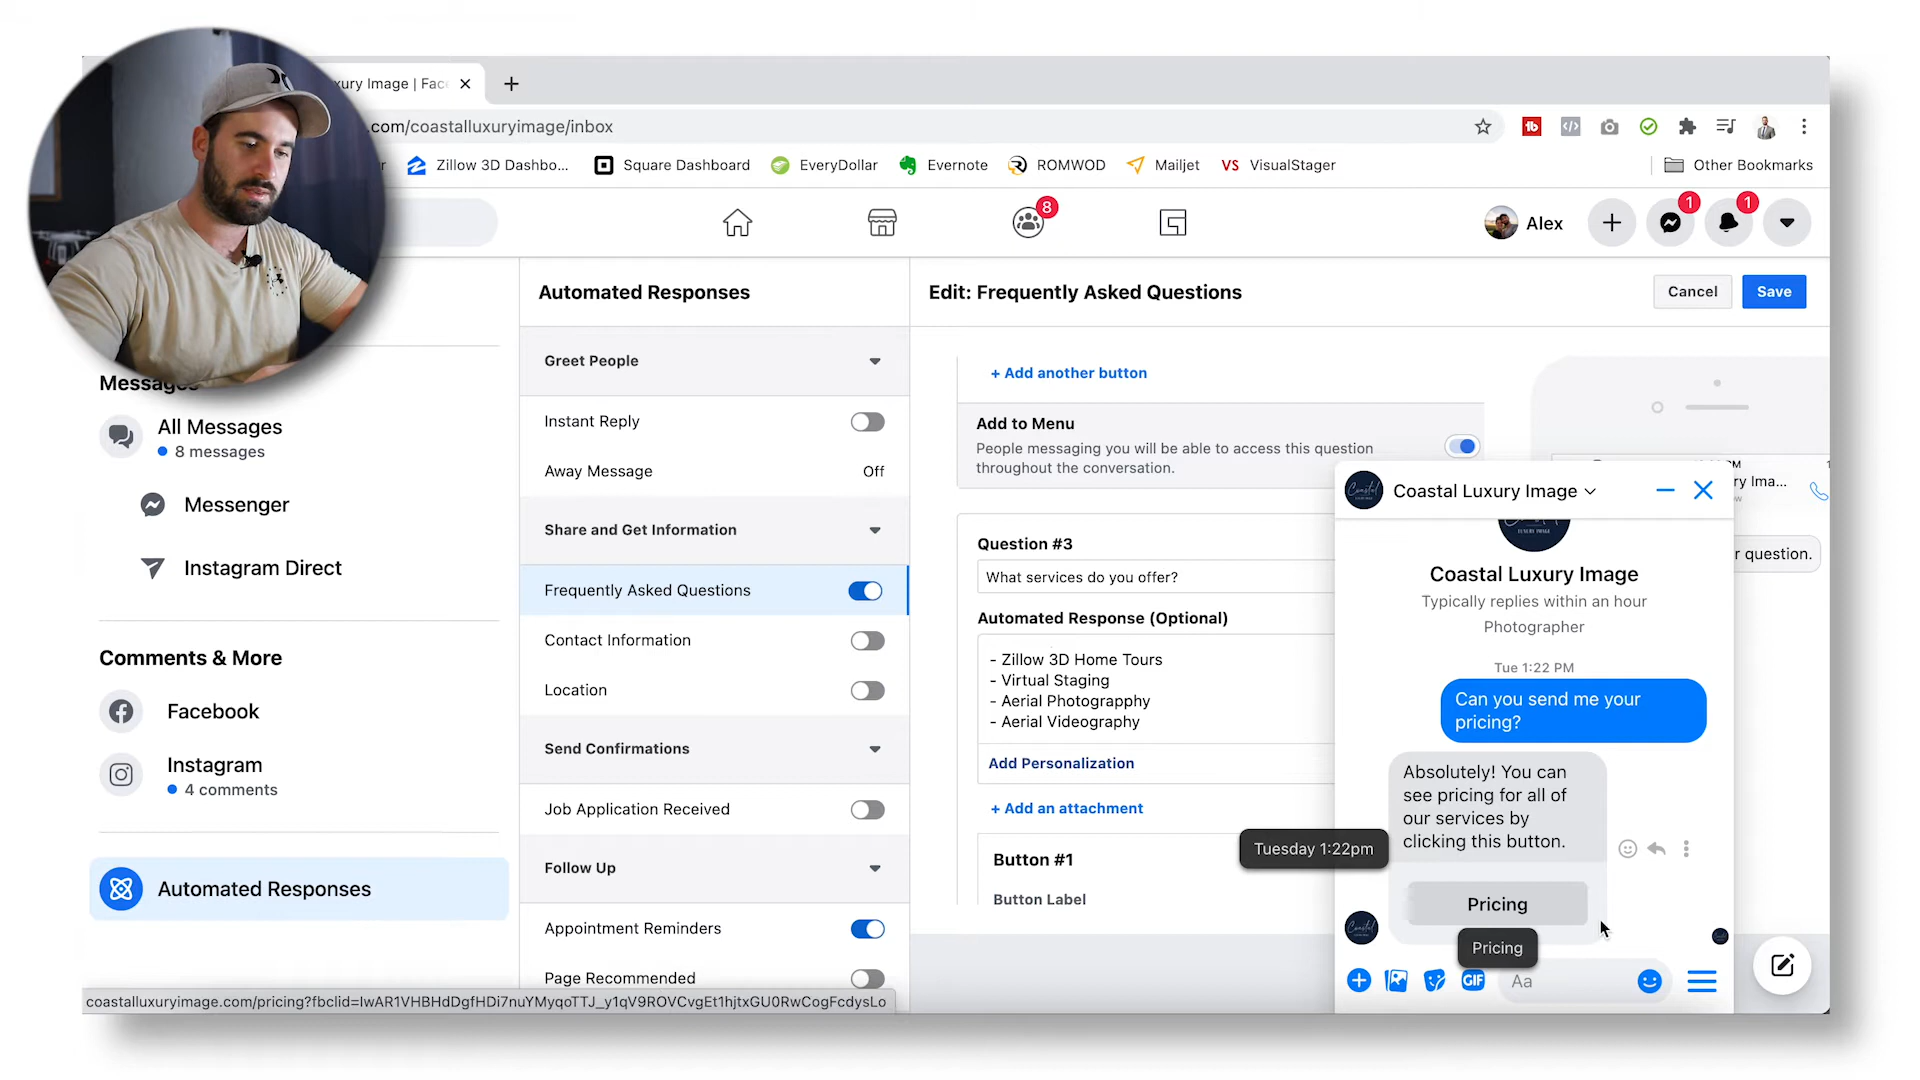 xury Image | Fac
.com/coastalluxuryimage/inbox
Zillow 3D Dashbo...
Square Dashboard
EveryDollar
Evernote
ROMWOD
Mailjet
VS VisualStager
Other Bookmarks
8
Alex
1
1
Automated Responses
Edit: Frequently Asked Questions
Cancel
Save
Greet People
Instant Reply
Away Message
Off
Share and Get Information
Frequently Asked Questions
Contact Information
Location
Send Confirmations
Job Application Received
Follow Up
Appointment Reminders
Page Recommended
Messages
All Messages
8 messages
Messenger
Instagram Direct
Comments & More
Facebook
Instagram
4 comments
Automated Responses
coastalluxuryimage.com/pricing?fbclid=IwAR1VHBHdDgfHDi7nuYMyqoTTJ_y1qV9ROVCvgEt1hjtxGU0RwCogFcdysLo
+ Add another button
Add to Menu
People messaging you will be able to access this question
throughout the conversation.
Question #3
What services do you offer?
Automated Response (Optional)
- Zillow 3D Home Tours
- Virtual Staging
- Aerial Photograpphy
- Aerial Videography
Add Personalization
+ Add an attachment
Button #1
Button Label
Tuesday 1:22pm
ry Ima...
r question.
Coastal Luxury Image
LUXURY IMAGE
Coastal Luxury Image
Typically replies within an hour
Photographer
Tue 1:22 PM
Can you send me your
pricing?
Absolutely! You can
see pricing for all of
our services by
clicking this button.
Pricing
Pricing
GIF
Aa